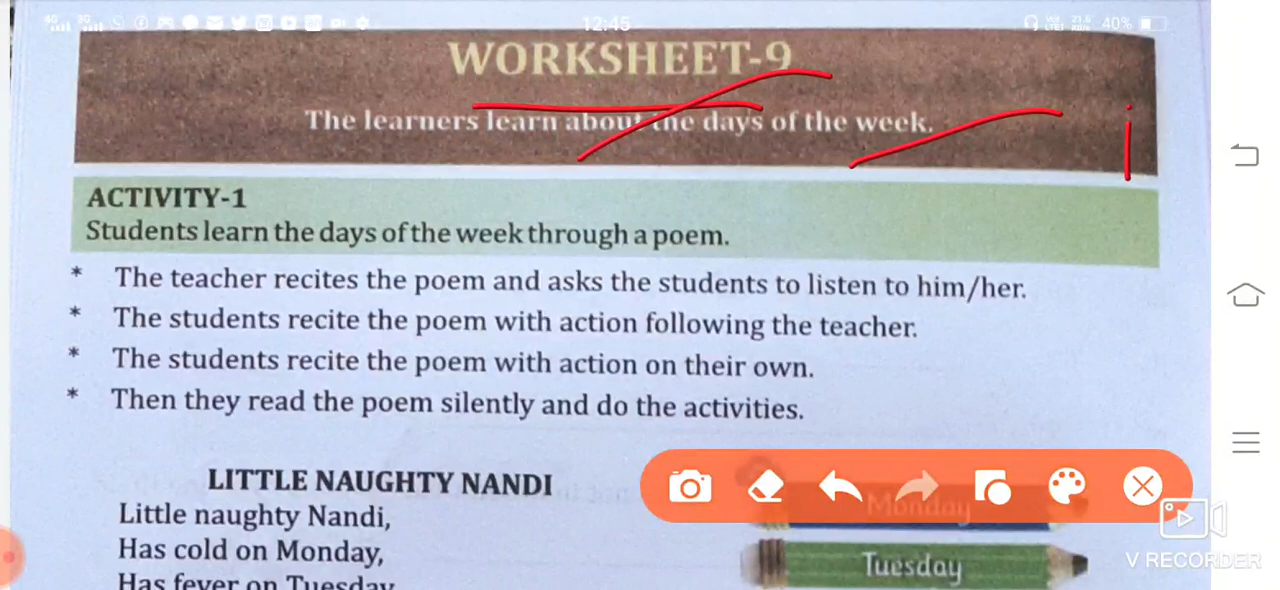 12:45
40%
WORKSHEET-9
The learners learn about the days of the week.
ACTIVITY-1
Students learn the days of the week through a poem.
* The teacher recites the poem and asks the students to listen to him/her.
* The students recite the poem with action following the teacher.
* The students recite the poem with action on their own.
* Then they read the poem silently and do the activities.
LITTLE NAUGHTY NANDI
Little naughty Nandi,
Has cold on Monday,
Has fever on Tuesday
Monday
Tuesday
V RECORDER